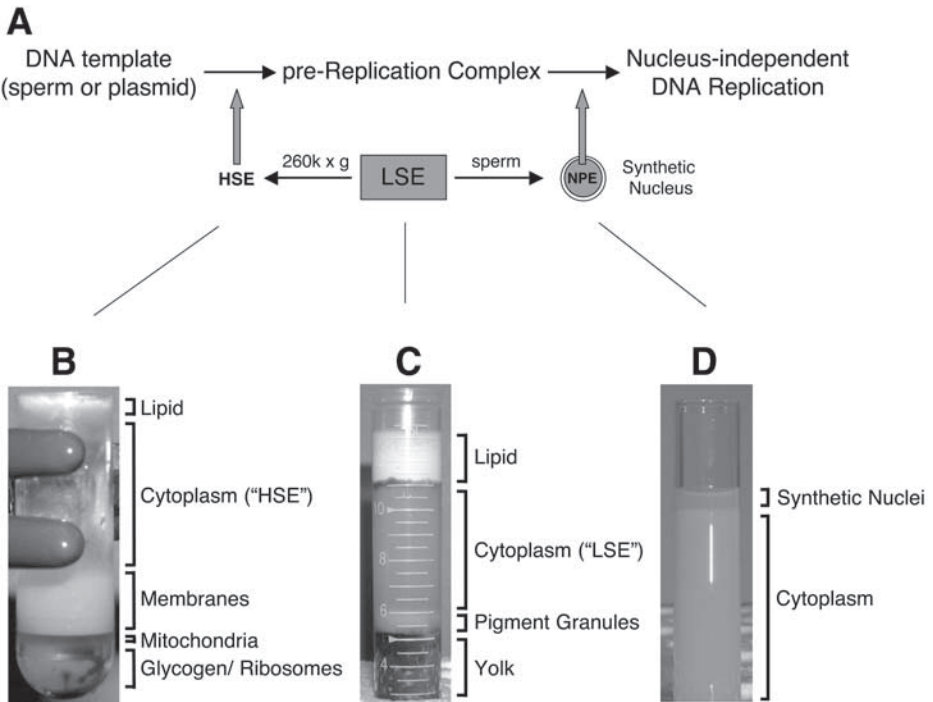 A
DNA template
(sperm or plasmid)
pre-Replication Complex
Nucleus-independent
DNA Replication
HSE
260k x g
LSE
sperm
NPE
Synthetic
Nucleus
B
Lipid
Cytoplasm (“HSE”)
Membranes
Mitochondria
Glycogen/ Ribosomes
C
10
8
6
4
Lipid
Cytoplasm (“LSE”)
Pigment Granules
Yolk
D
Synthetic Nuclei
Cytoplasm